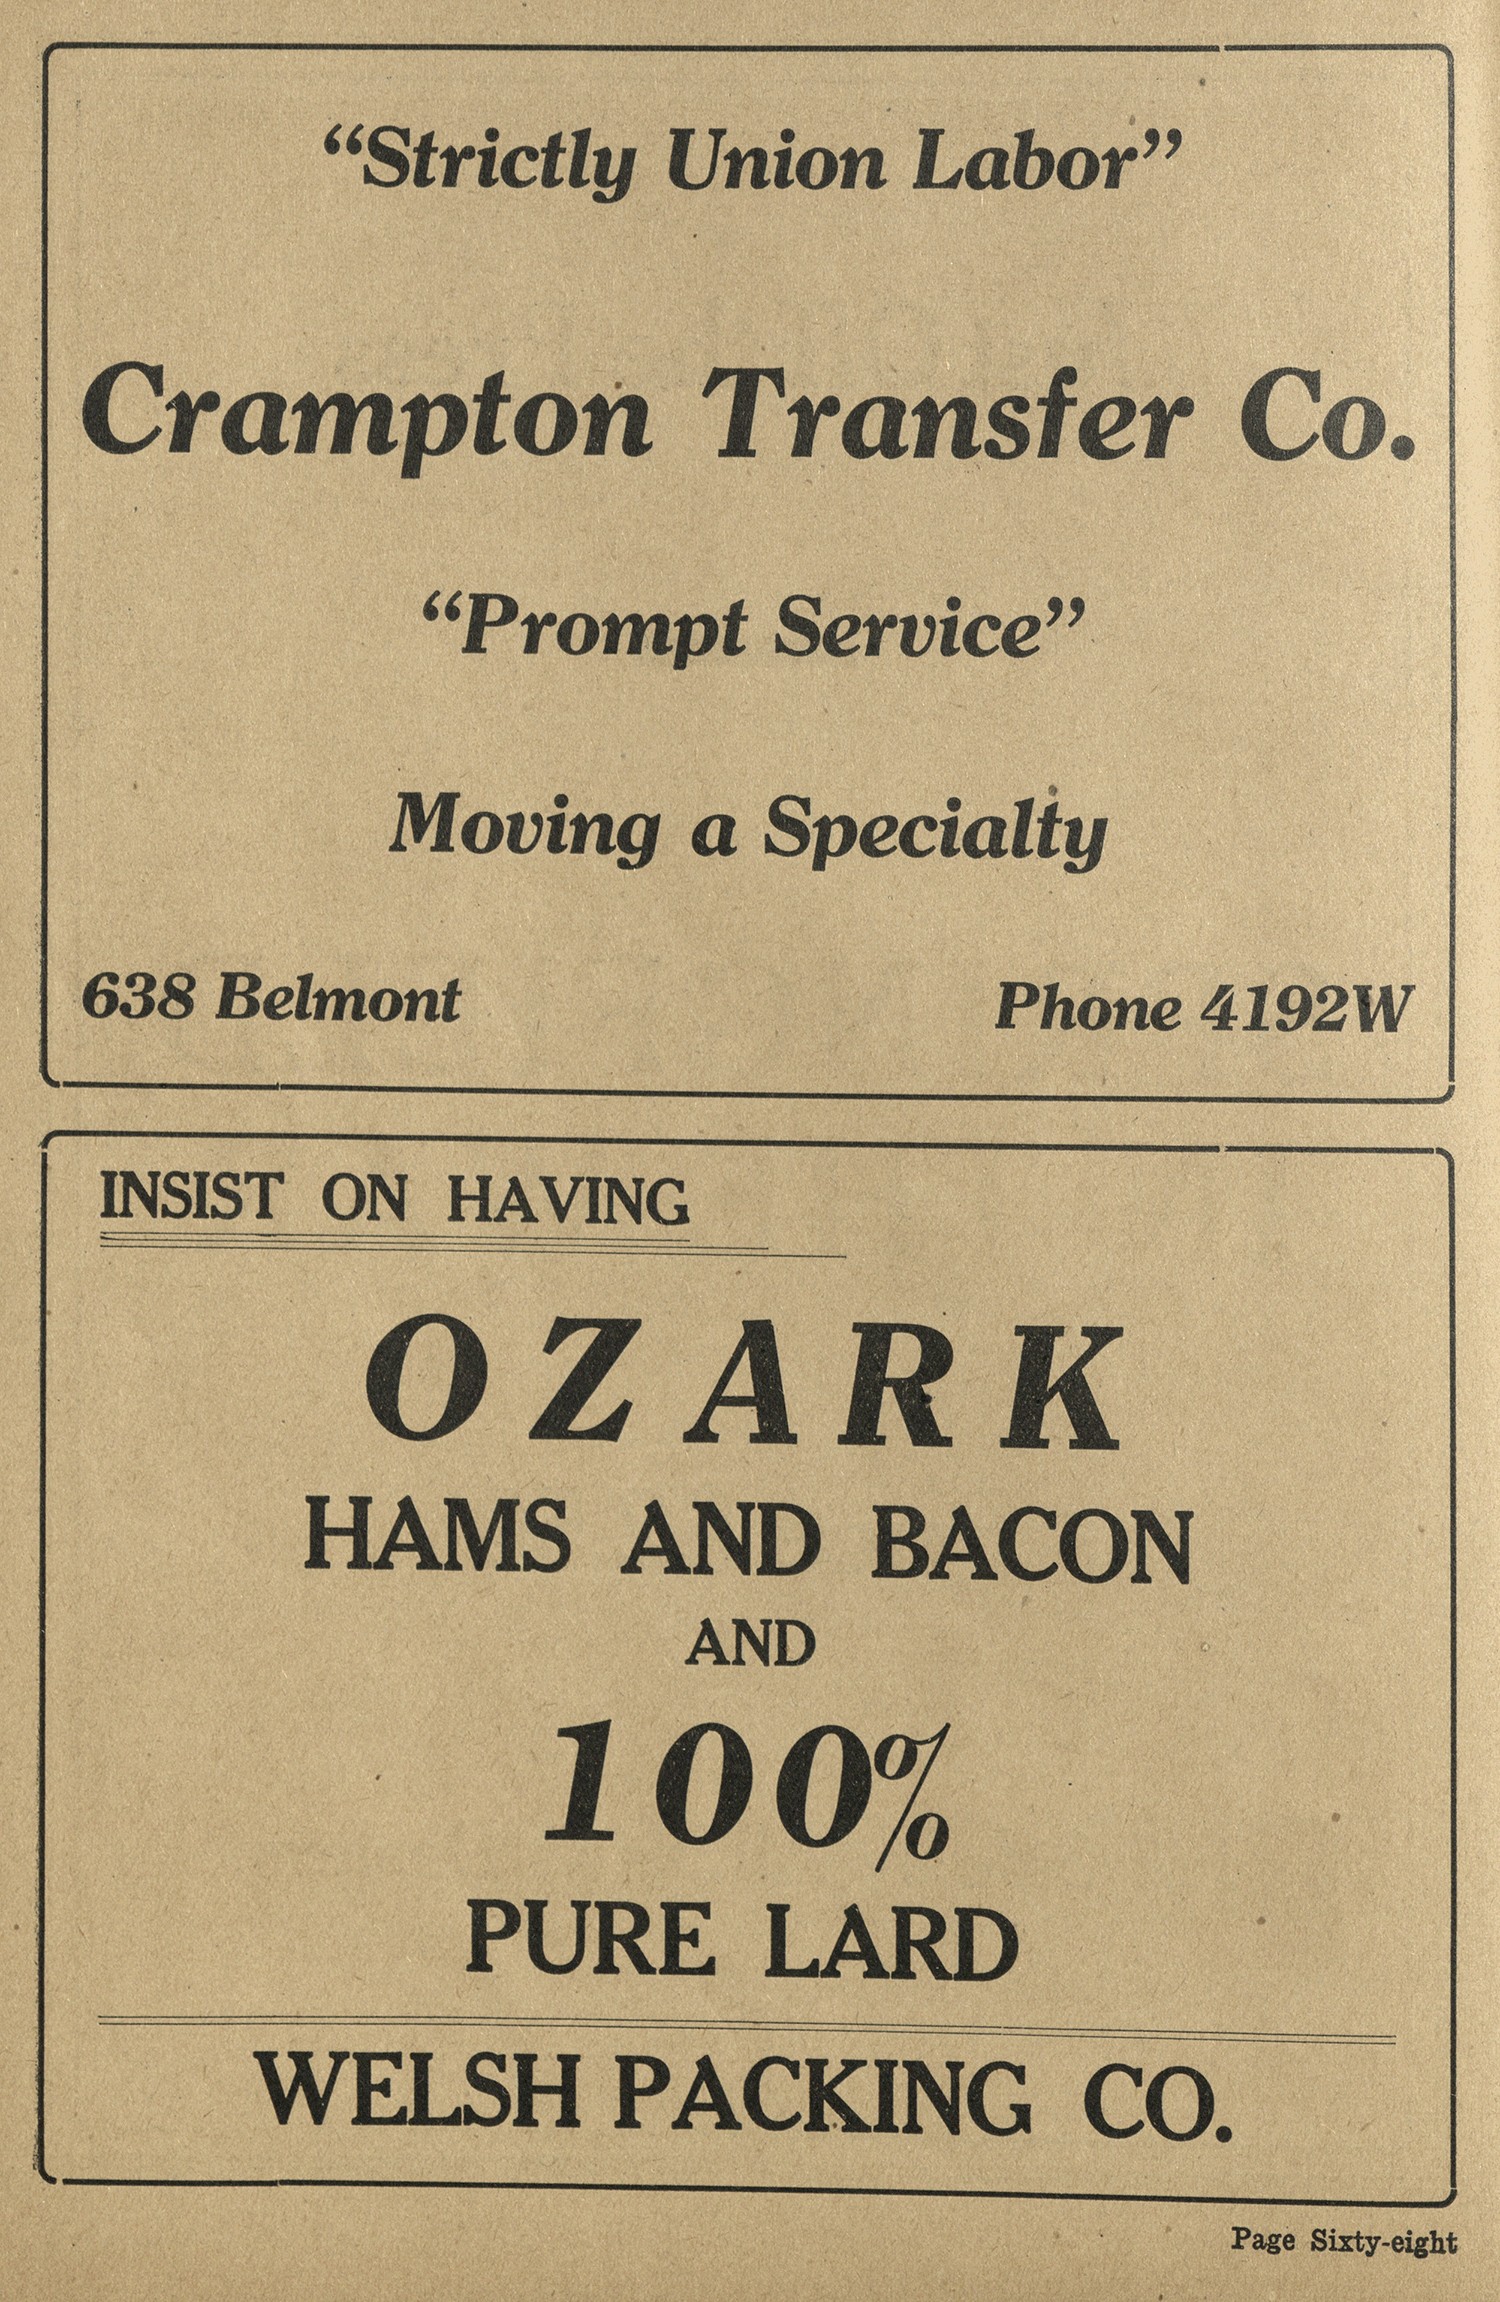 “Strictly Union Labor”
Crampton Transfer Co.
“Prompt Service”
Moving a Specialty
638 Belmont
Phone 4192W
INSIST ON HAVING
OZARK
HAMS AND BACON
AND
100%
PURE LARD
WELSH PACKING CO.
Page Sixty-eight